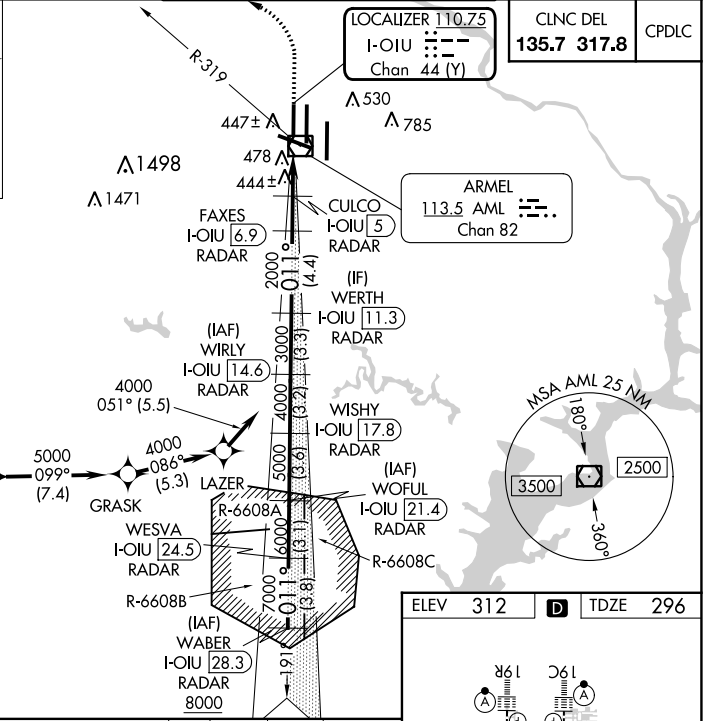 LOCALIZER 110.75
I-OIU
Chan 44 (Y)
CLNC DEL
135.7 317.8
CPDLC
R-319
530
785
447±
1498
478
444±
1471
ARMEL
113.5 AML
Chan 82
FAXES
I-OIU 6.9
RADAR
CULCO
I-OIU 5
RADAR
2000
011°
(4.4)
(IF)
WERTH
I-OIU 11.3
RADAR
(IAF)
WIRLY
I-OIU 14.6
RADAR
3000
(3.3)
4000
051° (5.5)
4000
(3.2)
WISHY
I-OIU 17.8
RADAR
MSA AML 25 NM
180°
3500
2500
360°
5000
099°
(7.4)
4000
086°
(5.3)
GRASK
LAZER
5000
(3.6)
(IAF)
WOFUL
I-OIU 21.4
RADAR
R-6608A
WESVA
I-OIU 24.5
RADAR
6000
(3.1)
R-6608C
R-6608B
7000
011°
(3.8)
(IAF)
WABER
I-OIU 28.3
RADAR
8000
191°
ELEV 312
D
TDZE 296
19R
19C
A
A